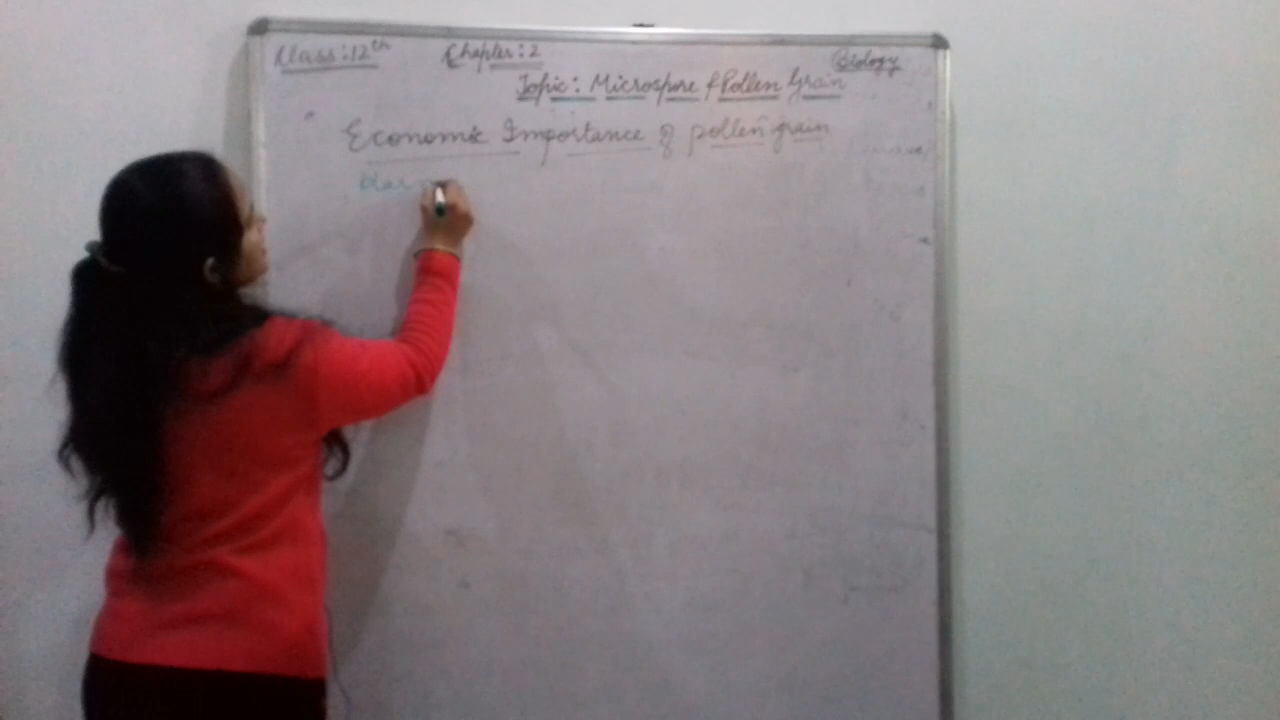 Class:12th Chapter:2 Biology
Topic: Microspore & Pollen Grain
Economic Importance of pollen grain